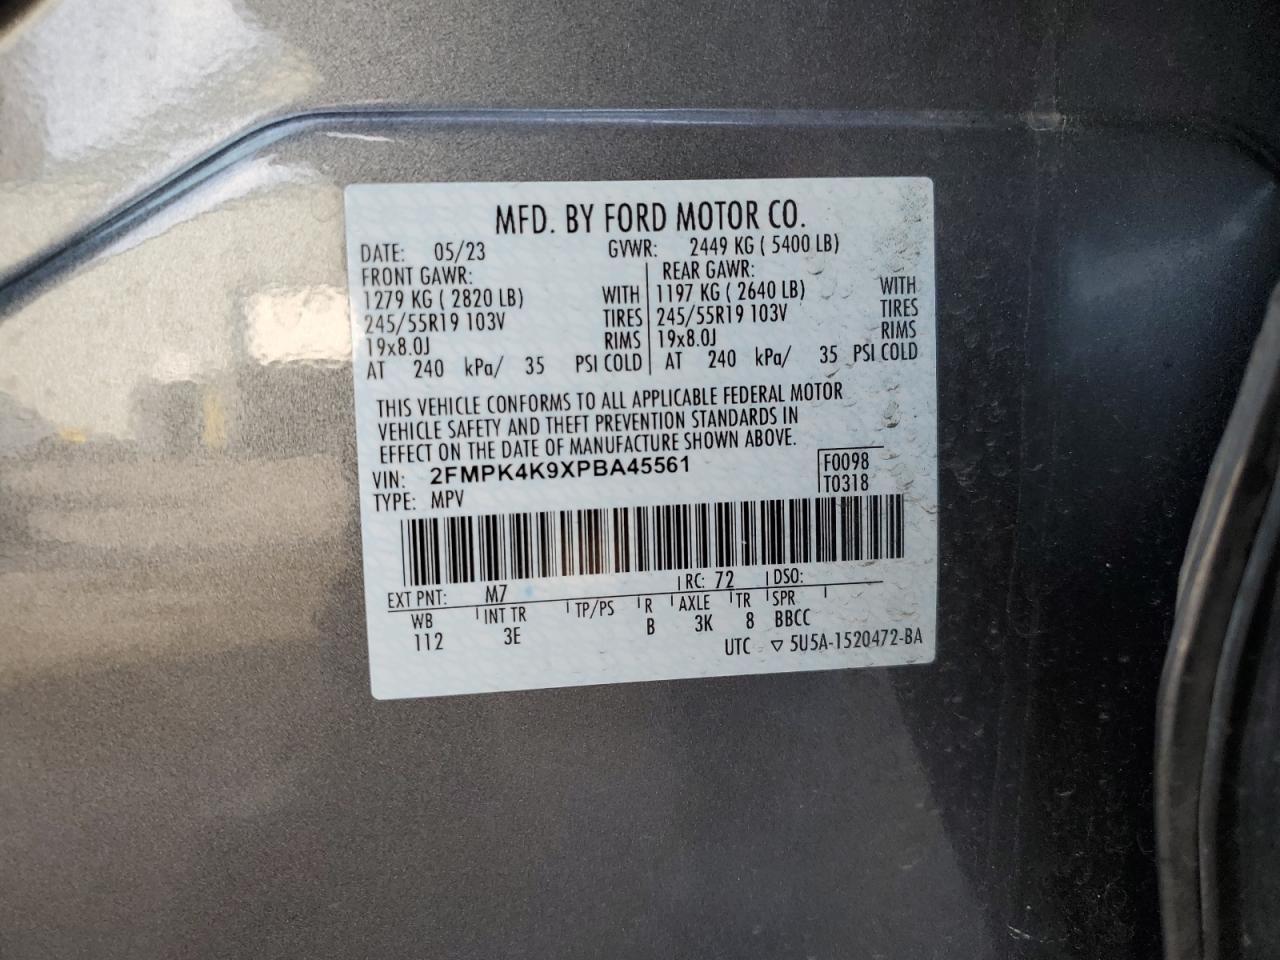 MFD. BY FORD MOTOR CO.
DATE: 05/23 GVWR: 2449 KG ( 5400 LB)
FRONT GAWR: REAR GAWR:
1279 KG ( 2820 LB) WITH 1197 KG ( 2640 LB) WITH
245/55R19 103V TIRES 245/55R19 103V TIRES
19x8.0J RIMS 19x8.0J RIMS
AT 240 kPa/ 35 PSI COLD AT 240 kPa/ 35 PSI COLD
THIS VEHICLE CONFORMS TO ALL APPLICABLE FEDERAL MOTOR
VEHICLE SAFETY AND THEFT PREVENTION STANDARDS IN
EFFECT ON THE DATE OF MANUFACTURE SHOWN ABOVE.
VIN: 2FMPK4K9XPBA45561 F0098
TYPE: MPV T0318
EXT PNT: M7 RC: 72 DSO:
WB INT TR TP/PS R AXLE TR SPR
112 3E B 3K 8 BBCC
UTC ▽ 5U5A-1520472-BA